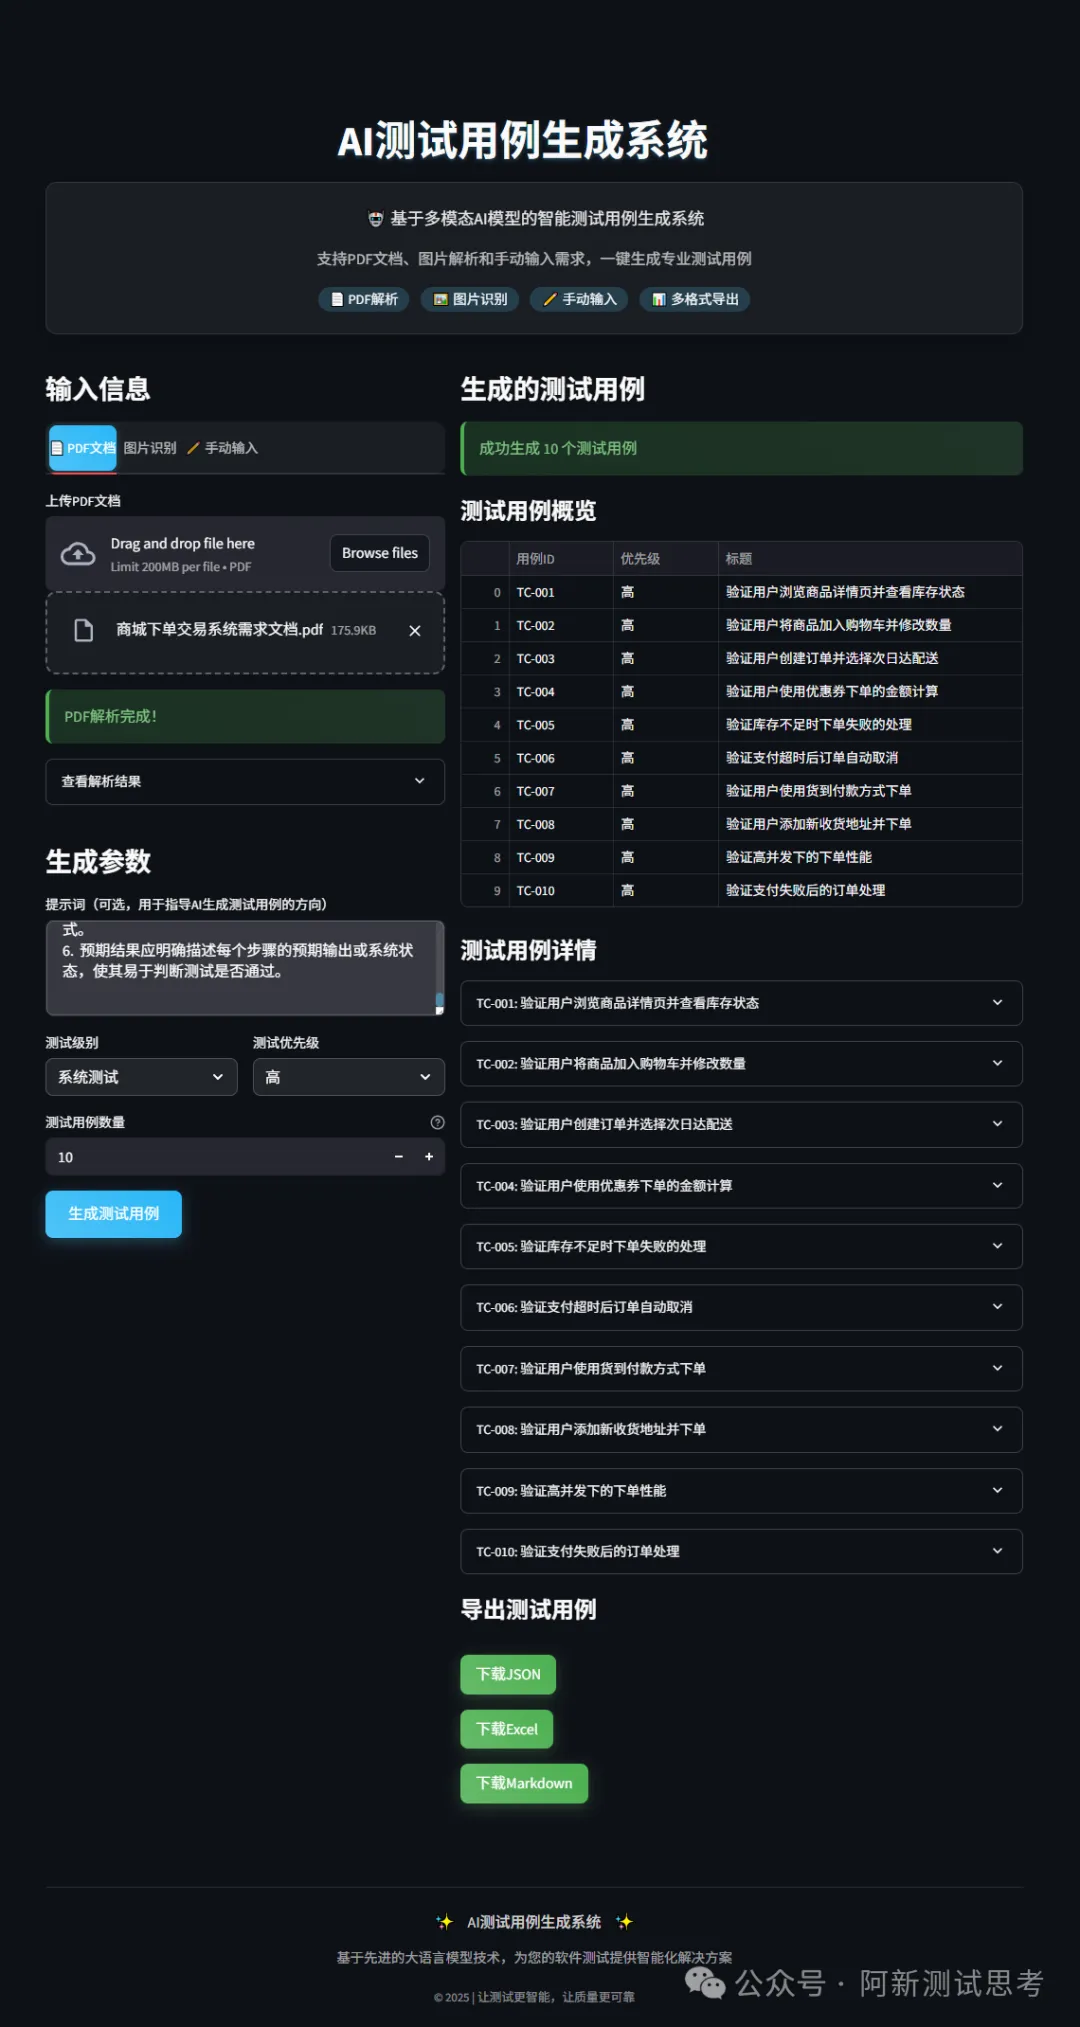 AI测试用例生成系统
基于多模态AI模型的智能测试用例生成系统
支持PDF文档、图片解析和手动输入需求，一键生成专业测试用例
PDF解析 图片识别 手动输入 多格式导出
输入信息
PDF文档 图片识别 手动输入
上传PDF文档
Drag and drop file here
Limit 200MB per file • PDF
Browse files
商城下单交易系统需求文档.pdf 175.9KB
PDF解析完成！
查看解析结果
生成参数
提示词（可选，用于指导AI生成测试用例的方向）
式。
6. 预期结果应明确描述每个步骤的预期输出或系统状
态，使其易于判断测试是否通过。
测试级别 测试优先级
系统测试 高
测试用例数量
10
生成测试用例
生成的测试用例
成功生成 10 个测试用例
测试用例概览
用例ID 优先级 标题
0 TC-001 高 验证用户浏览商品详情页并查看库存状态
1 TC-002 高 验证用户将商品加入购物车并修改数量
2 TC-003 高 验证用户创建订单并选择次日达配送
3 TC-004 高 验证用户使用优惠券下单的金额计算
4 TC-005 高 验证库存不足时下单失败的处理
5 TC-006 高 验证支付超时后订单自动取消
6 TC-007 高 验证用户使用货到付款方式下单
7 TC-008 高 验证用户添加新收货地址并下单
8 TC-009 高 验证高并发下的下单性能
9 TC-010 高 验证支付失败后的订单处理
测试用例详情
TC-001: 验证用户浏览商品详情页并查看库存状态
TC-002: 验证用户将商品加入购物车并修改数量
TC-003: 验证用户创建订单并选择次日达配送
TC-004: 验证用户使用优惠券下单的金额计算
TC-005: 验证库存不足时下单失败的处理
TC-006: 验证支付超时后订单自动取消
TC-007: 验证用户使用货到付款方式下单
TC-008: 验证用户添加新收货地址并下单
TC-009: 验证高并发下的下单性能
TC-010: 验证支付失败后的订单处理
导出测试用例
下载JSON
下载Excel
下载Markdown
AI测试用例生成系统
基于先进的大语言模型技术，为您的软件测试提供智能化解决方案
© 2025 | 让测试更智能，让质量更可靠
公众号 · 阿新测试思考